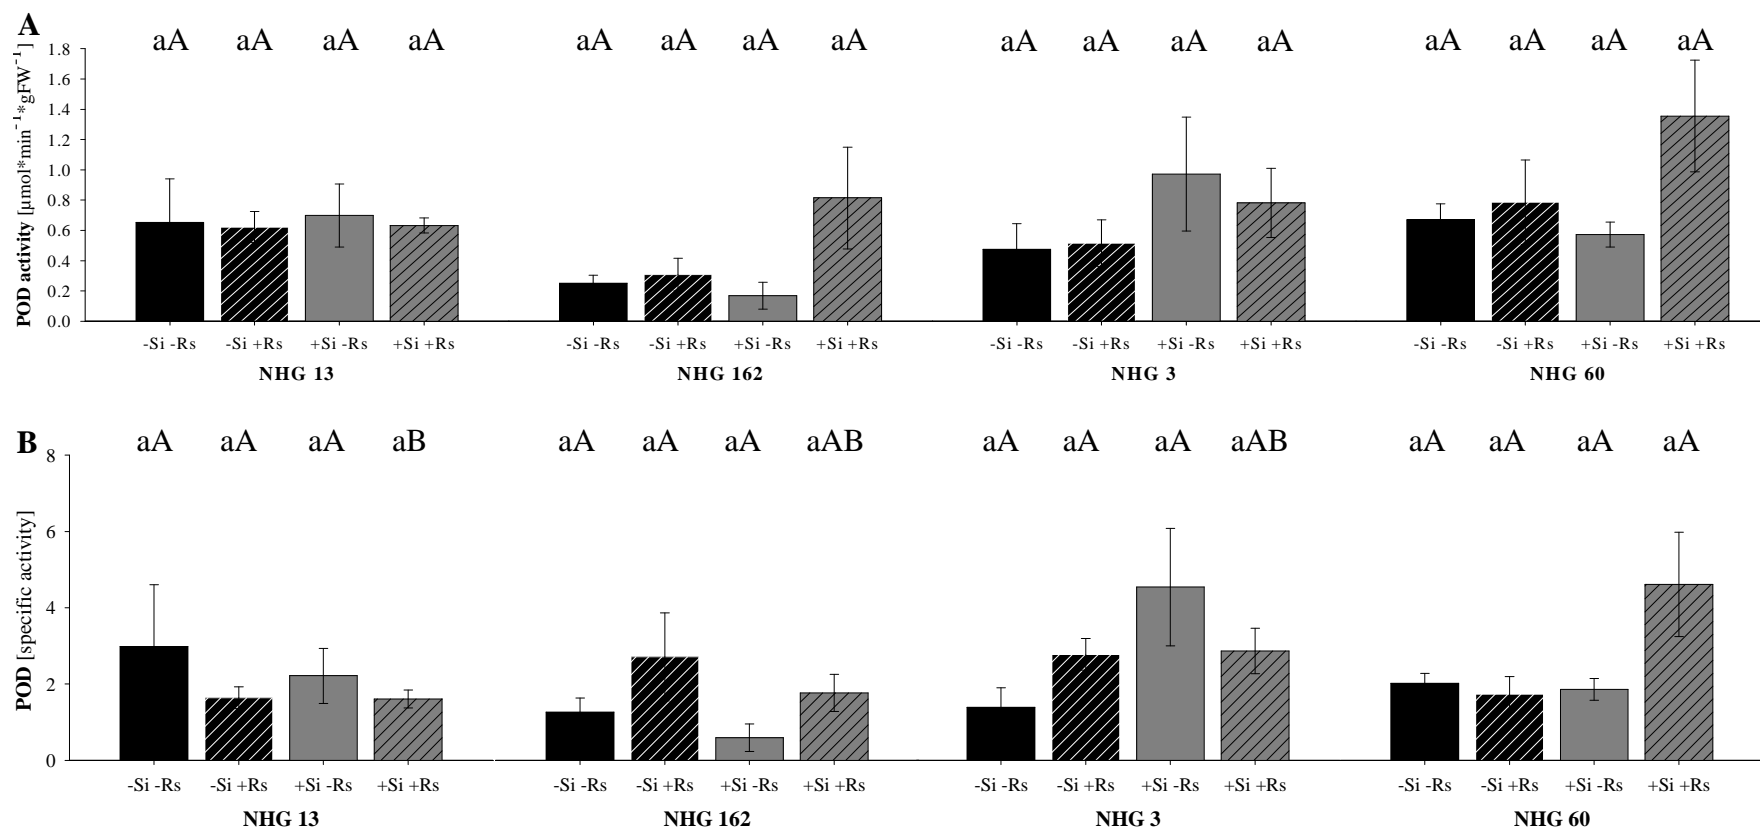 A
aA aA aA aA aA aA aA aA aA aA aA aA aA aA aA aA
POD activity [µmol*min⁻¹*gFW⁻¹]
1.8
1.6
1.4
1.2
1.0
0.8
0.6
0.4
0.2
0.0
-Si -Rs -Si +Rs +Si -Rs +Si +Rs -Si -Rs -Si +Rs +Si -Rs +Si +Rs -Si -Rs -Si +Rs +Si -Rs +Si +Rs -Si -Rs -Si +Rs +Si -Rs +Si +Rs
NHG 13 NHG 162 NHG 3 NHG 60
B
aA aA aA aB aA aA aA aAB aA aA aA aAB aA aA aA aA
POD [specific activity]
8
6
4
2
0
-Si -Rs -Si +Rs +Si -Rs +Si +Rs -Si -Rs -Si +Rs +Si -Rs +Si +Rs -Si -Rs -Si +Rs +Si -Rs +Si +Rs -Si -Rs -Si +Rs +Si -Rs +Si +Rs
NHG 13 NHG 162 NHG 3 NHG 60